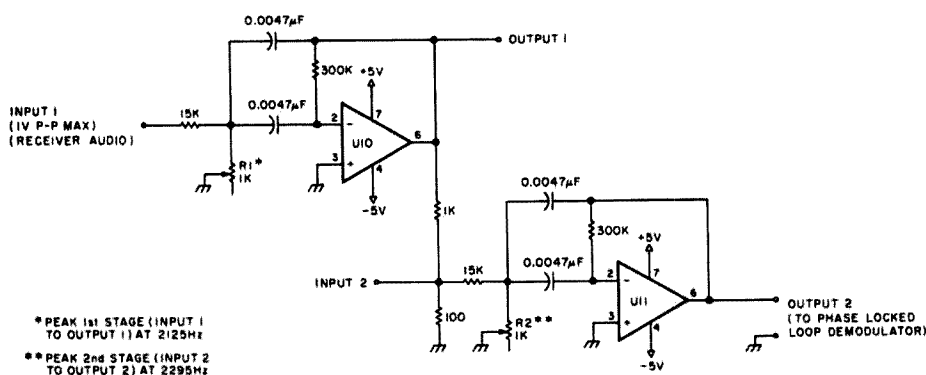 0.0047µF
OUTPUT 1
300K
+5V
0.0047µF
INPUT 1
(1V P-P MAX)
(RECEIVER AUDIO)
15K
2
-
7
U10
6
3
+
4
R1*
1K
-5V
0.0047µF
1K
300K
+5V
0.0047µF
INPUT 2
15K
2
-
7
U11
6
3
+
4
OUTPUT 2
(TO PHASE LOCKED
LOOP DEMODULATOR)
100
R2**
1K
-5V
*PEAK 1st STAGE (INPUT 1
TO OUTPUT 1) AT 2125Hz
**PEAK 2nd STAGE (INPUT 2
TO OUTPUT 2) AT 2295Hz